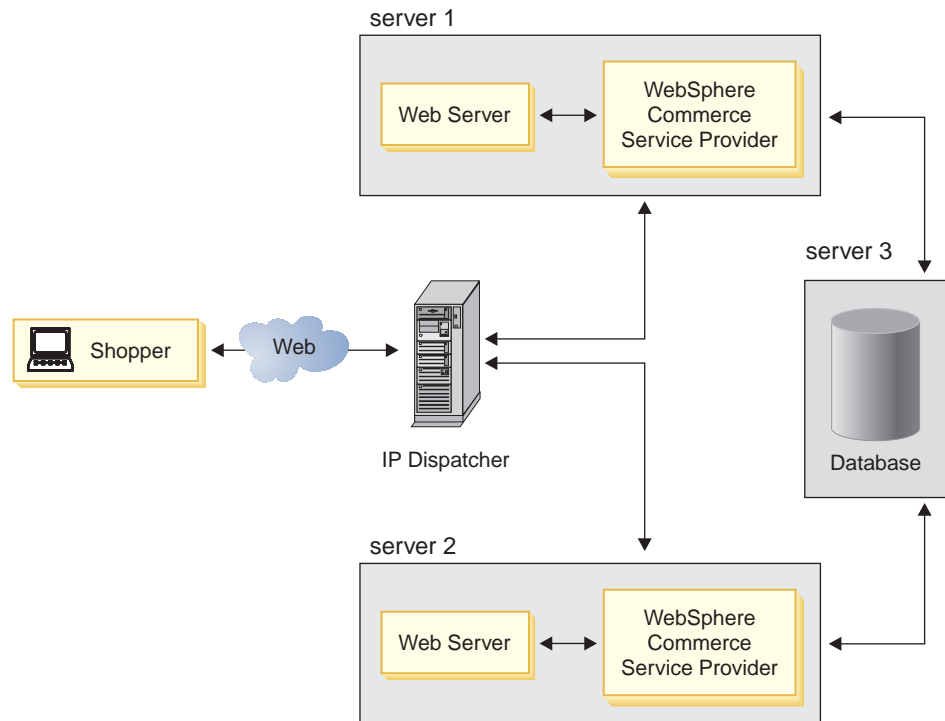 server 1
Web Server
WebSphere
Commerce
Service Provider
server 3
Shopper
Web
IP Dispatcher
Database
server 2
Web Server
WebSphere
Commerce
Service Provider